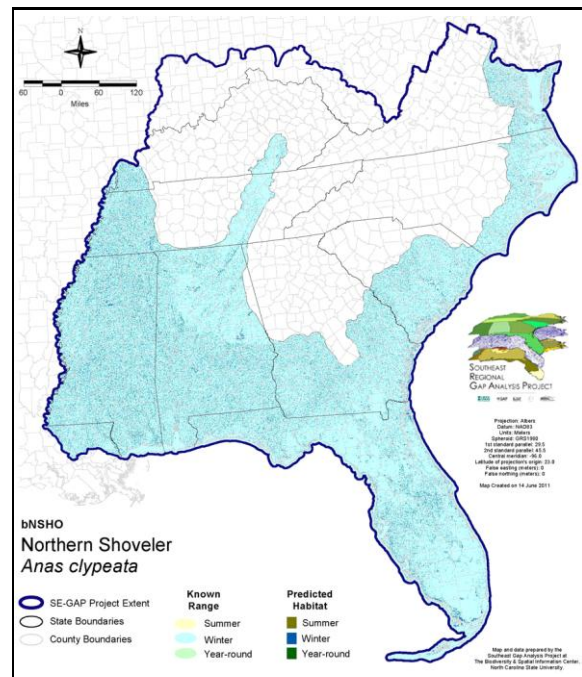 N
60 0 60 120
Miles
SOUTHEAST
REGIONAL
GAP ANALYSIS PROJECT
Projection: Albers
Datum: NAD83
Units: Meters
Spheroid: GRS1980
1st standard parallel: 29.5
2nd standard parallel: 45.5
Central meridian: -96.0
Latitude of projection's origin: 23.0
False easting (meters): 0
False northing (meters): 0
Map Created on 14 June 2011
bNSHO
Northern Shoveler
Anas clypeata
SE-GAP Project Extent
State Boundaries
County Boundaries
Known
Range
Summer
Winter
Year-round
Predicted
Habitat
Summer
Winter
Year-round
Map and data prepared by the
Southeast Gap Analysis Project at
The Biodiversity & Spatial Information Center,
North Carolina State University.